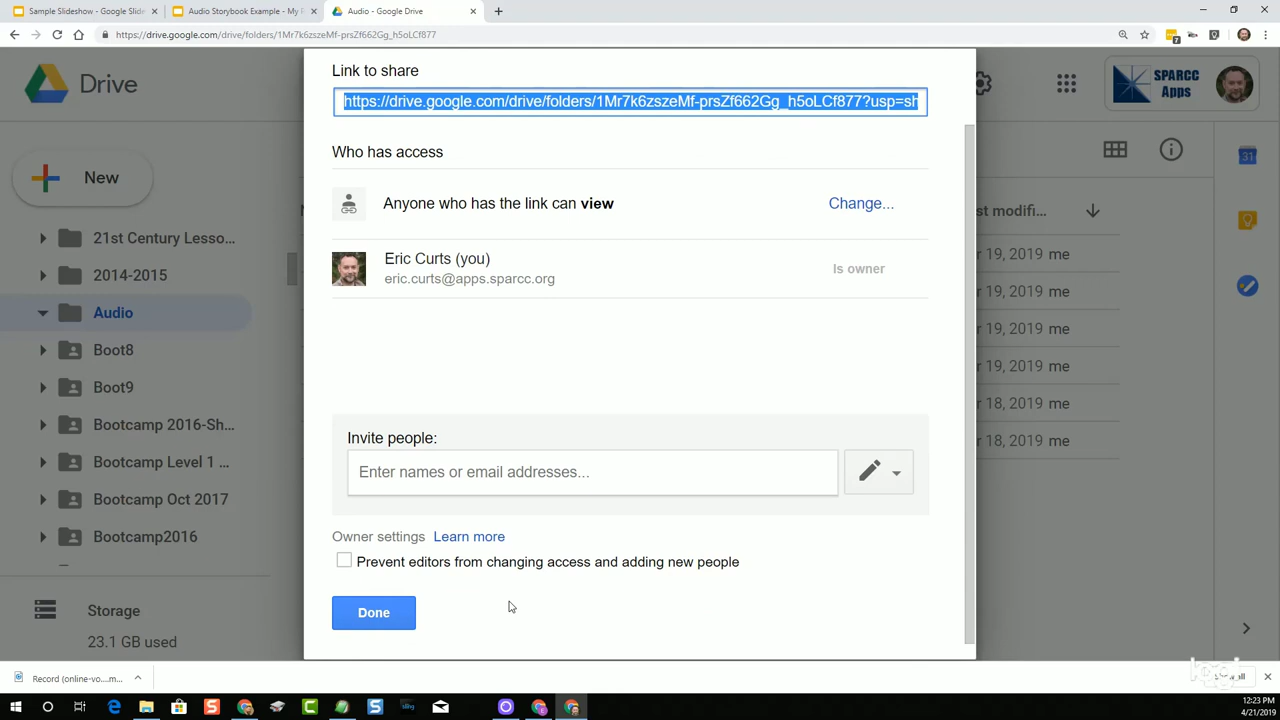 Sample Slideshow - Google Slid
Audio Storybook Example - My
Audio - Google Drive
https://drive.google.com/drive/folders/1Mr7k6zszeMf-prsZf662Gg_h5oLCf877
7
Drive
SPARCC
Apps
New
21st Century Lesso...
2014-2015
Audio
Boot8
Boot9
Bootcamp 2016-Sh...
Bootcamp Level 1 ...
Bootcamp Oct 2017
Bootcamp2016
Storage
23.1 GB used
Link to share
https://drive.google.com/drive/folders/1Mr7k6zszeMf-prsZf662Gg_h5oLCf877?usp=sh
Who has access
Anyone who has the link can view
Change...
Eric Curts (you)
eric.curts@apps.sparcc.org
Is owner
Invite people:
Enter names or email addresses...
Owner settings Learn more
Prevent editors from changing access and adding new people
Done
st modifi...
r 19, 2019 me
r 19, 2019 me
r 19, 2019 me
r 19, 2019 me
r 18, 2019 me
r 18, 2019 me
31
Record (online-vo....m...
12:23 PM
4/21/2019